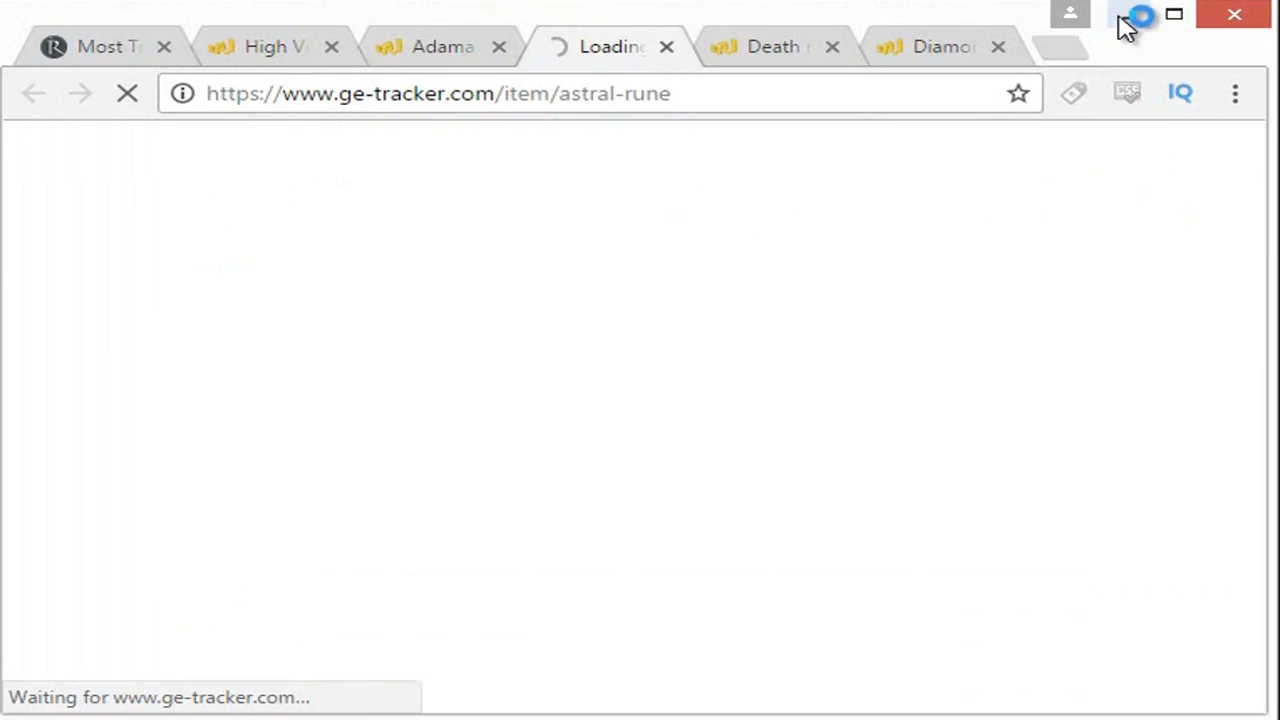 Most T
High V
Adama
Loading
Death
Diamo
https://www.ge-tracker.com/item/astral-rune
CSS
IQ
Waiting for www.ge-tracker.com...